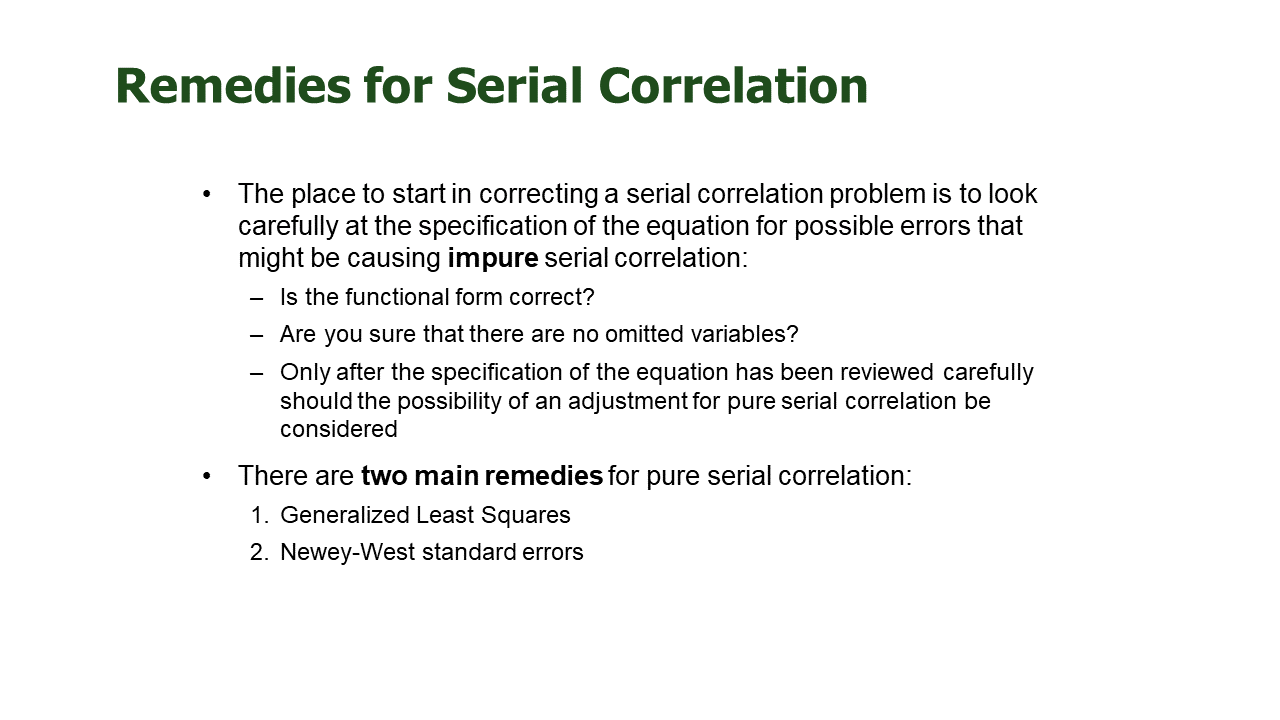 Remedies for Serial Correlation
• The place to start in correcting a serial correlation problem is to look
carefully at the specification of the equation for possible errors that
might be causing impure serial correlation:
– Is the functional form correct?
– Are you sure that there are no omitted variables?
– Only after the specification of the equation has been reviewed carefully
should the possibility of an adjustment for pure serial correlation be
considered
• There are two main remedies for pure serial correlation:
1. Generalized Least Squares
2. Newey-West standard errors